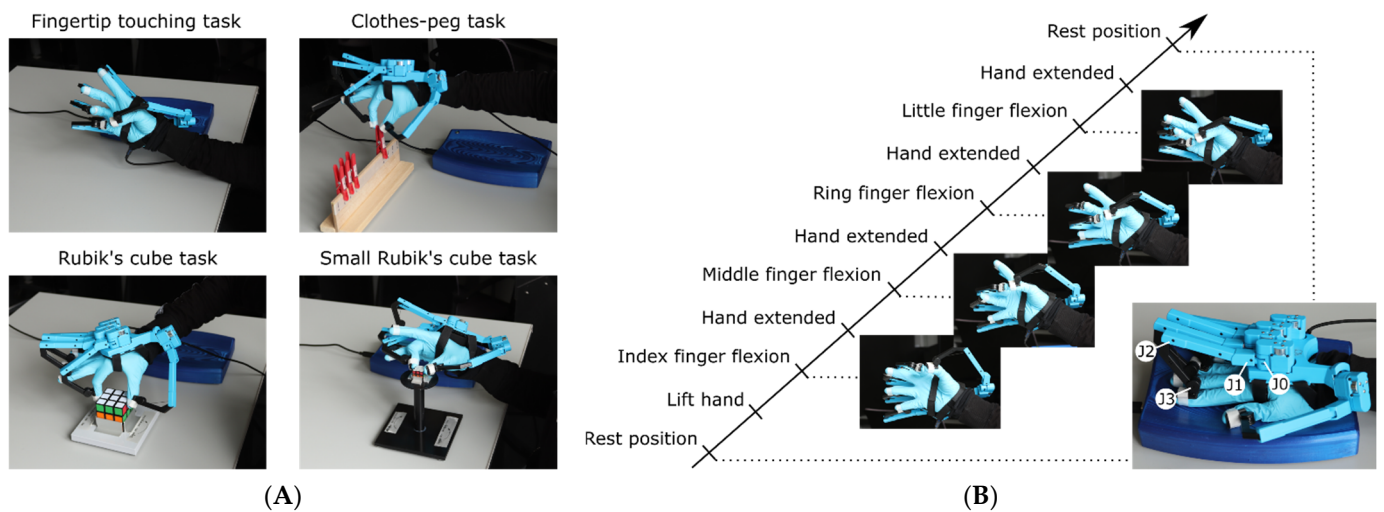 Fingertip touching task
Clothes-peg task
Rubik's cube task
Small Rubik's cube task
(A)
Rest position
Hand extended
Little finger flexion
Hand extended
Ring finger flexion
Hand extended
Middle finger flexion
Hand extended
Index finger flexion
Lift hand
Rest position
J2
J1
J0
J3
(B)